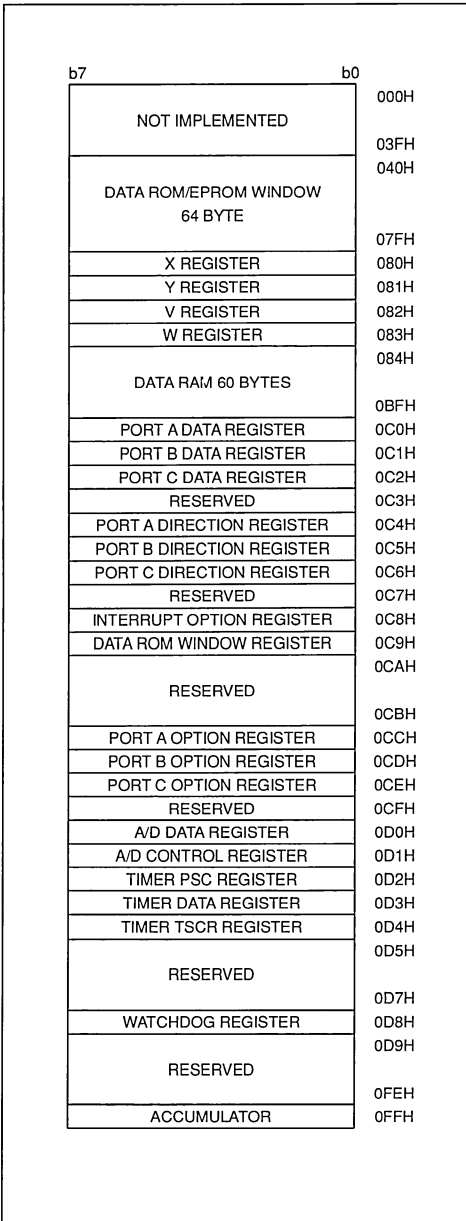 b7 b0
000H
NOT IMPLEMENTED
03FH
040H
DATA ROM/EPROM WINDOW
64 BYTE
07FH
X REGISTER 080H
Y REGISTER 081H
V REGISTER 082H
W REGISTER 083H
084H
DATA RAM 60 BYTES
0BFH
PORT A DATA REGISTER 0C0H
PORT B DATA REGISTER 0C1H
PORT C DATA REGISTER 0C2H
RESERVED 0C3H
PORT A DIRECTION REGISTER 0C4H
PORT B DIRECTION REGISTER 0C5H
PORT C DIRECTION REGISTER 0C6H
RESERVED 0C7H
INTERRUPT OPTION REGISTER 0C8H
DATA ROM WINDOW REGISTER 0C9H
0CAH
RESERVED
0CBH
PORT A OPTION REGISTER 0CCH
PORT B OPTION REGISTER 0CDH
PORT C OPTION REGISTER 0CEH
RESERVED 0CFH
A/D DATA REGISTER 0D0H
A/D CONTROL REGISTER 0D1H
TIMER PSC REGISTER 0D2H
TIMER DATA REGISTER 0D3H
TIMER TSCR REGISTER 0D4H
0D5H
RESERVED
0D7H
WATCHDOG REGISTER 0D8H
0D9H
RESERVED
0FEH
ACCUMULATOR 0FFH